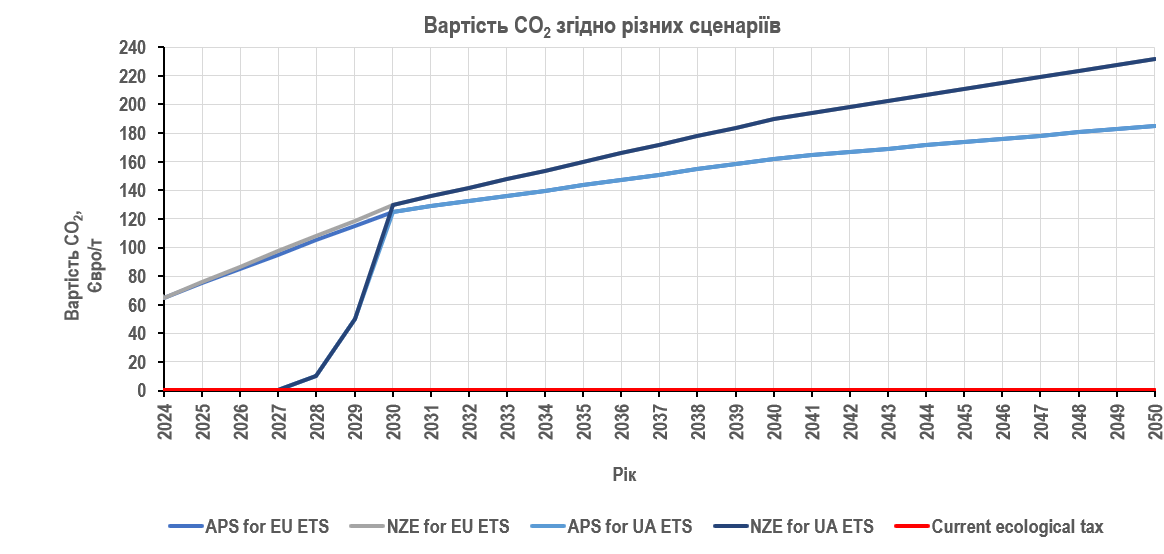 Вартість CO₂ згідно різних сценаріїв
240
220
200
180
160
140
120
100
80
60
40
20
0
Вартість CO₂,
Євро/т
2024 2025 2026 2027 2028 2029 2030 2031 2032 2033 2034 2035 2036 2037 2038 2039 2040 2041 2042 2043 2044 2045 2046 2047 2048 2049 2050
Рік
APS for EU ETS NZE for EU ETS APS for UA ETS NZE for UA ETS Current ecological tax